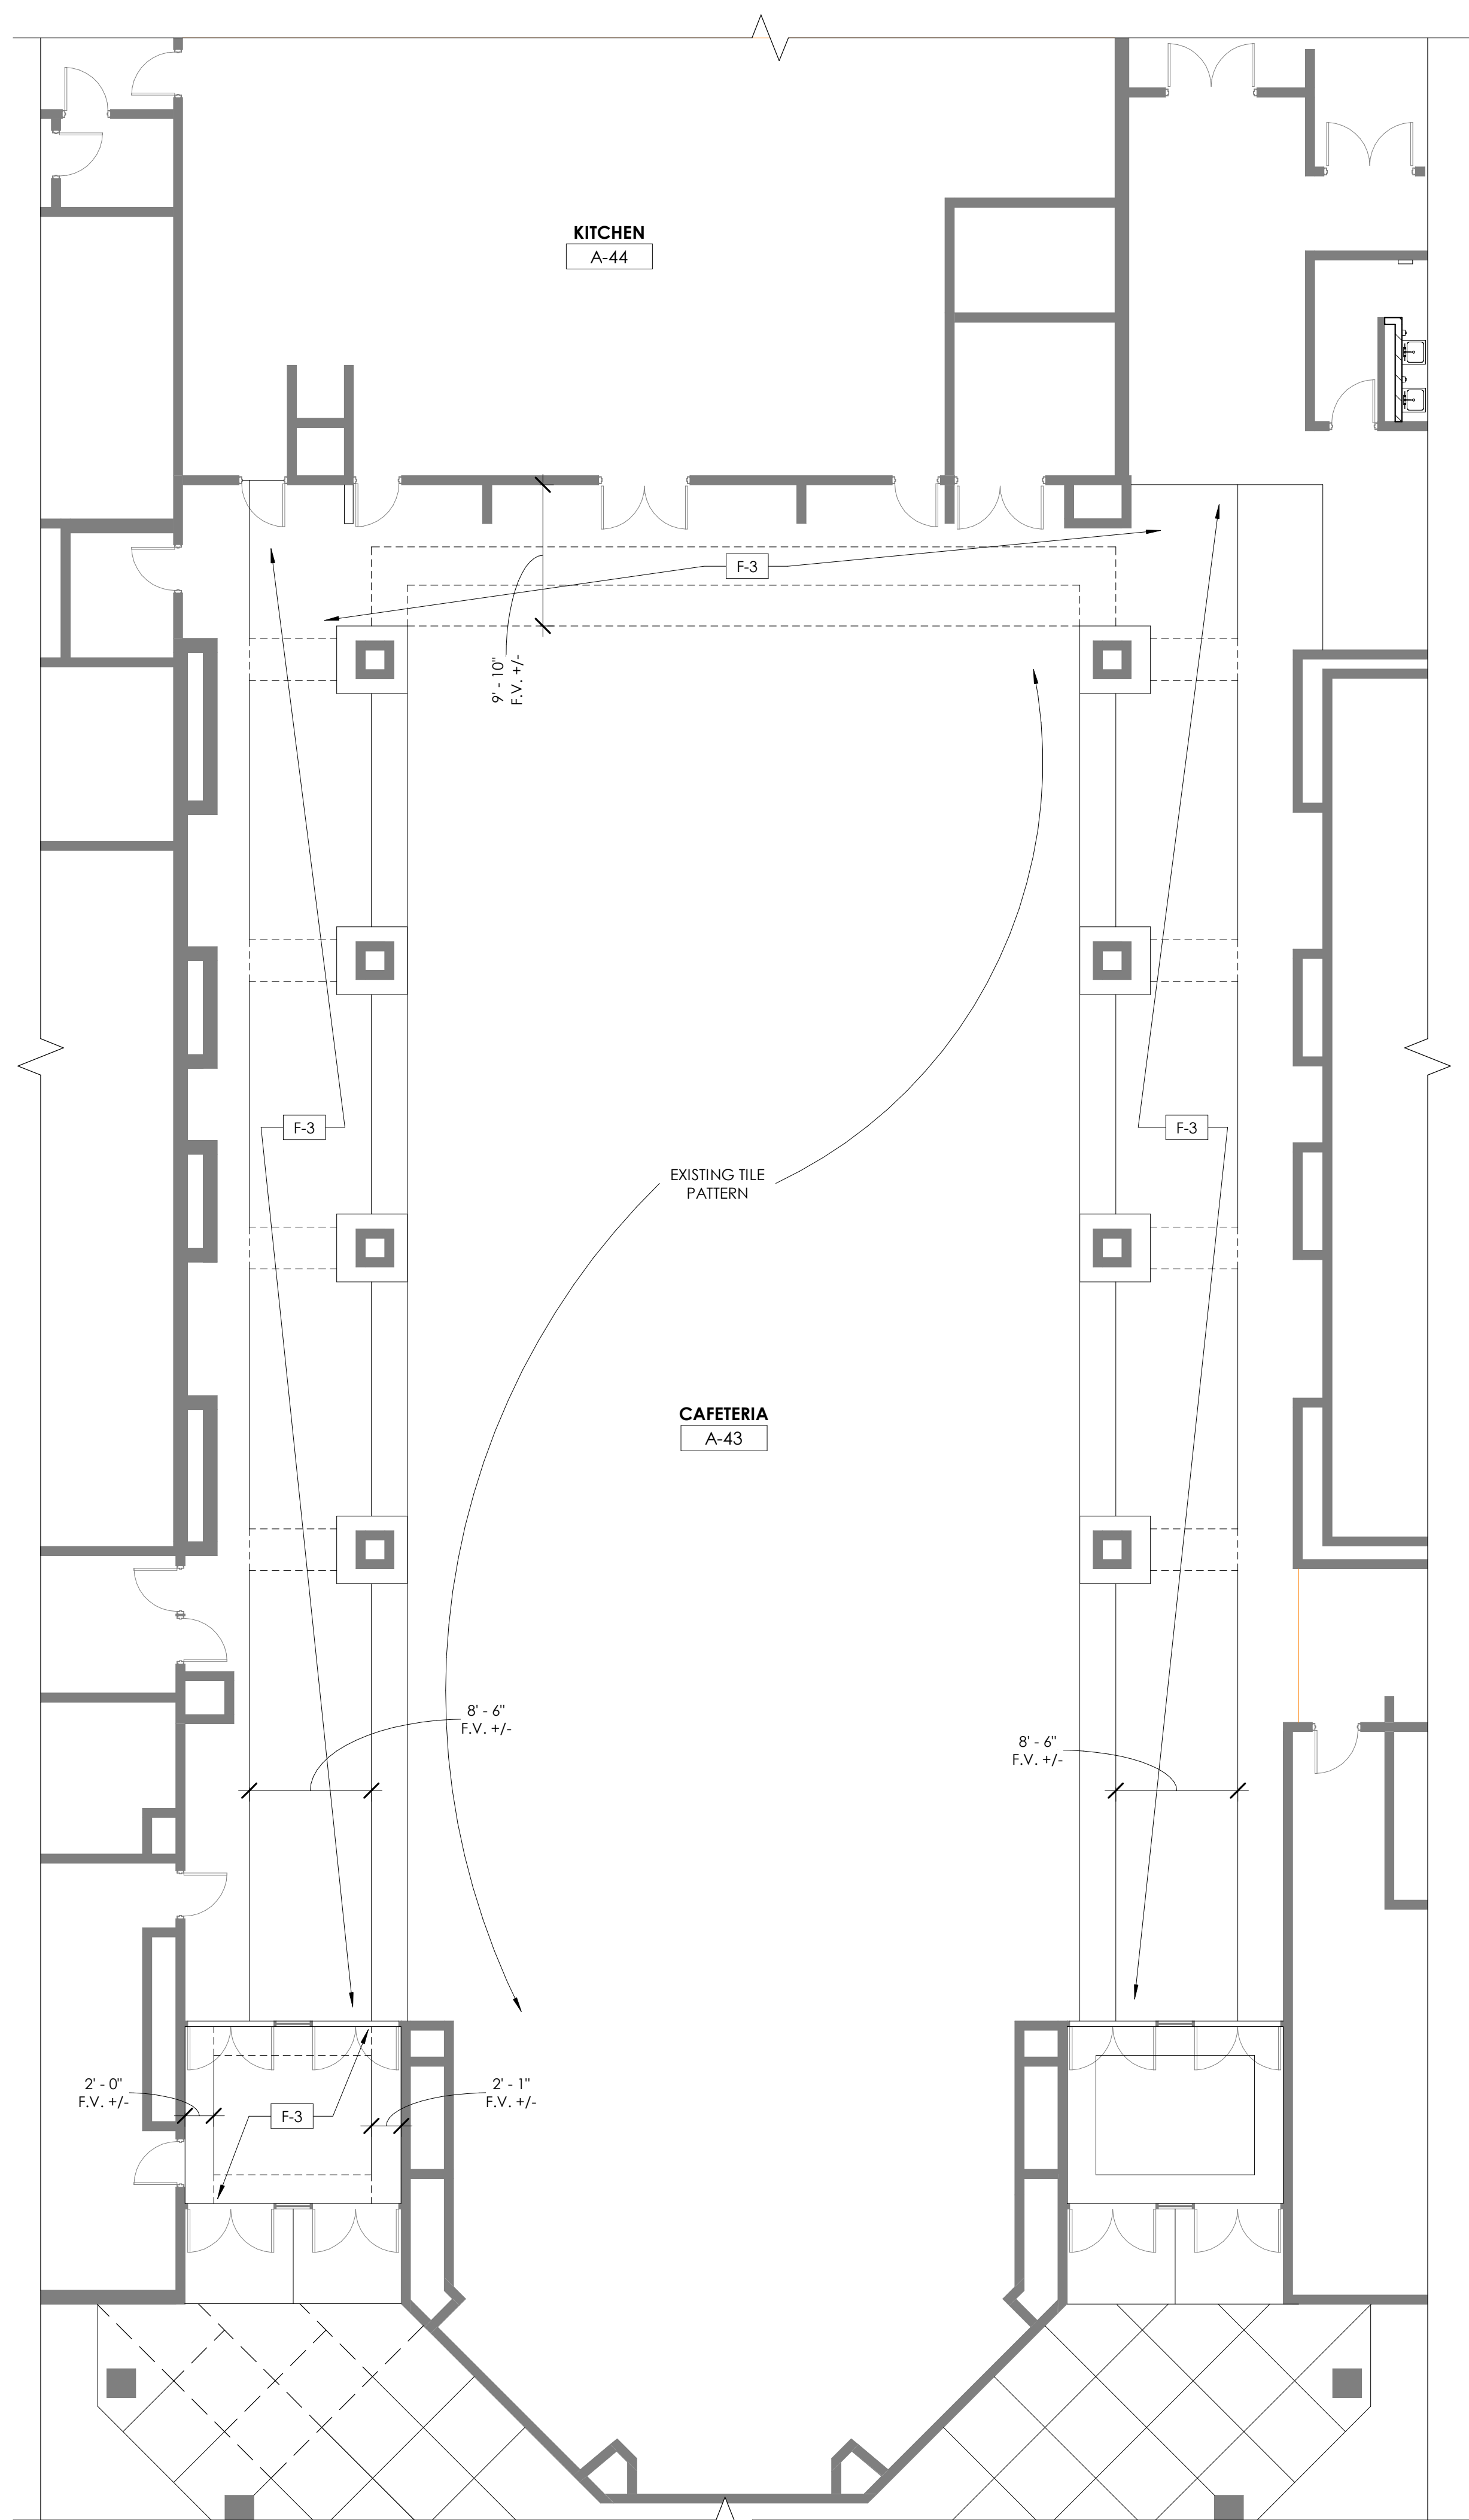 KITCHEN
A-44
F-3
9' - 10"
F.V. +/-
F-3
F-3
EXISTING TILE
PATTERN
CAFETERIA
A-43
8' - 6"
F.V. +/-
8' - 6"
F.V. +/-
2' - 0"
F.V. +/-
F-3
2' - 1"
F.V. +/-